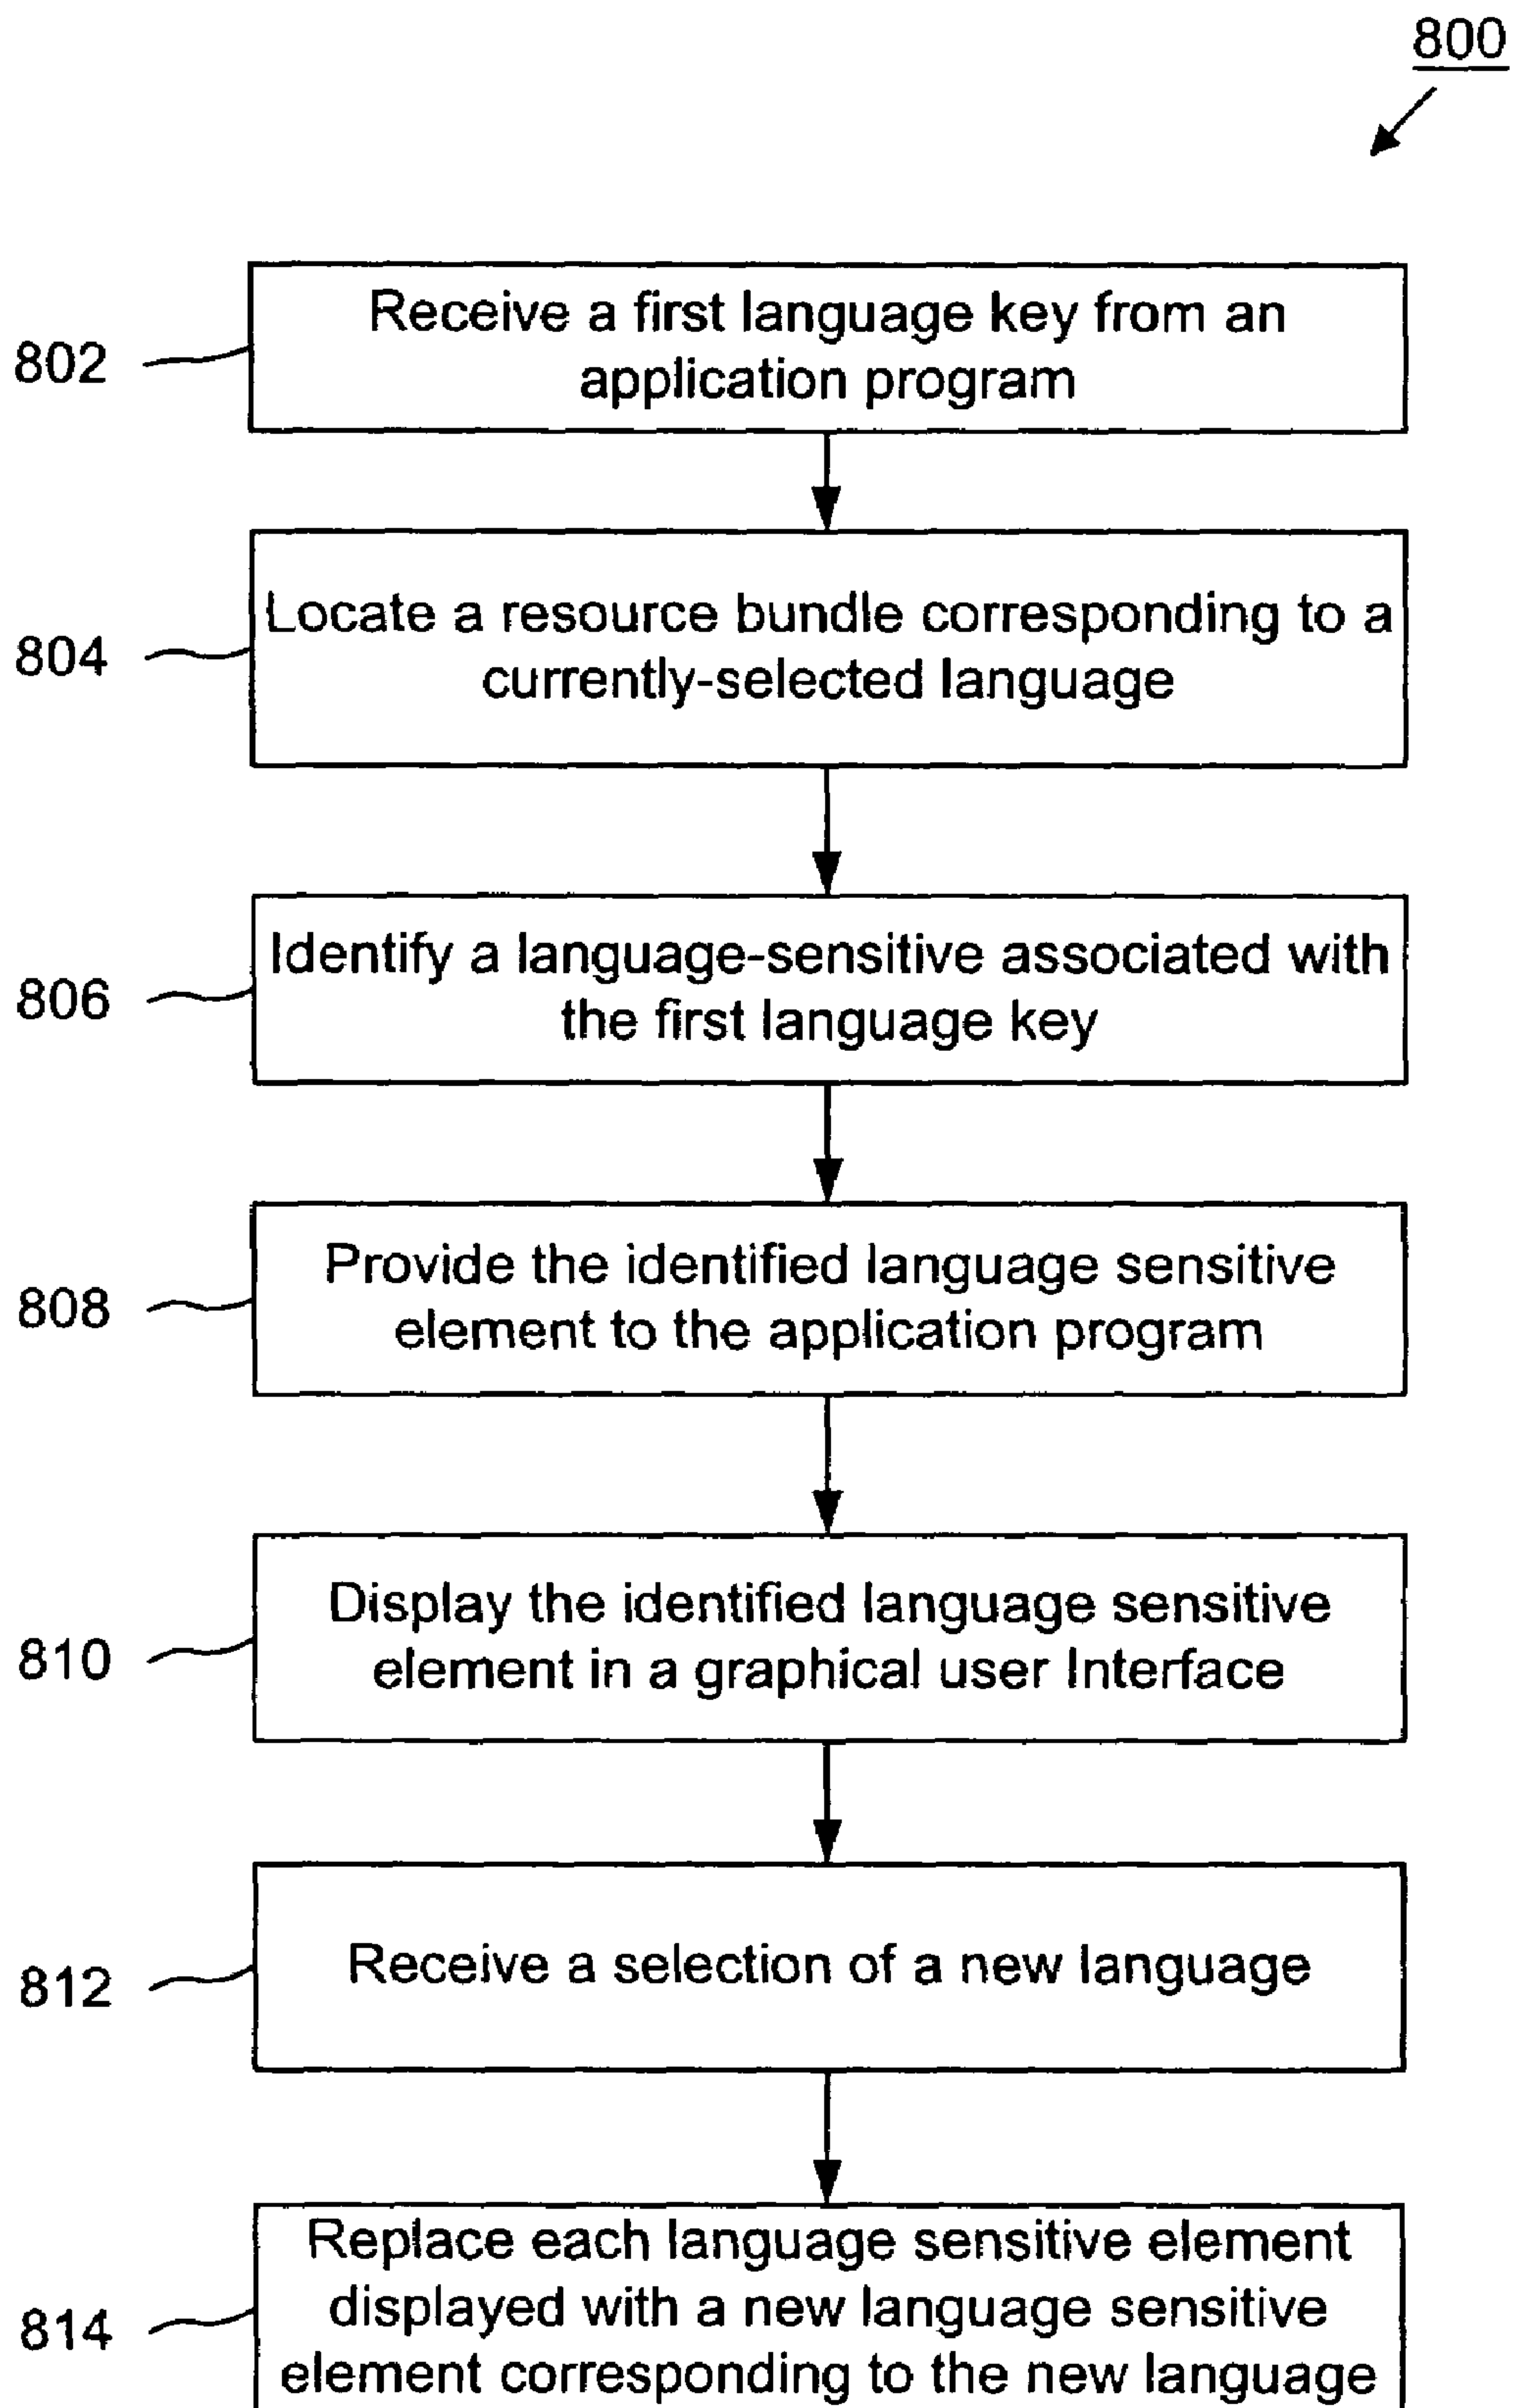 800
802
Receive a first language key from an
application program
804
Locate a resource bundle corresponding to a
currently-selected language
806
Identify a language-sensitive associated with
the first language key
808
Provide the identified language sensitive
element to the application program
810
Display the identified language sensitive
element in a graphical user Interface
812
Receive a selection of a new language
814
Replace each language sensitive element
displayed with a new language sensitive
element corresponding to the new language